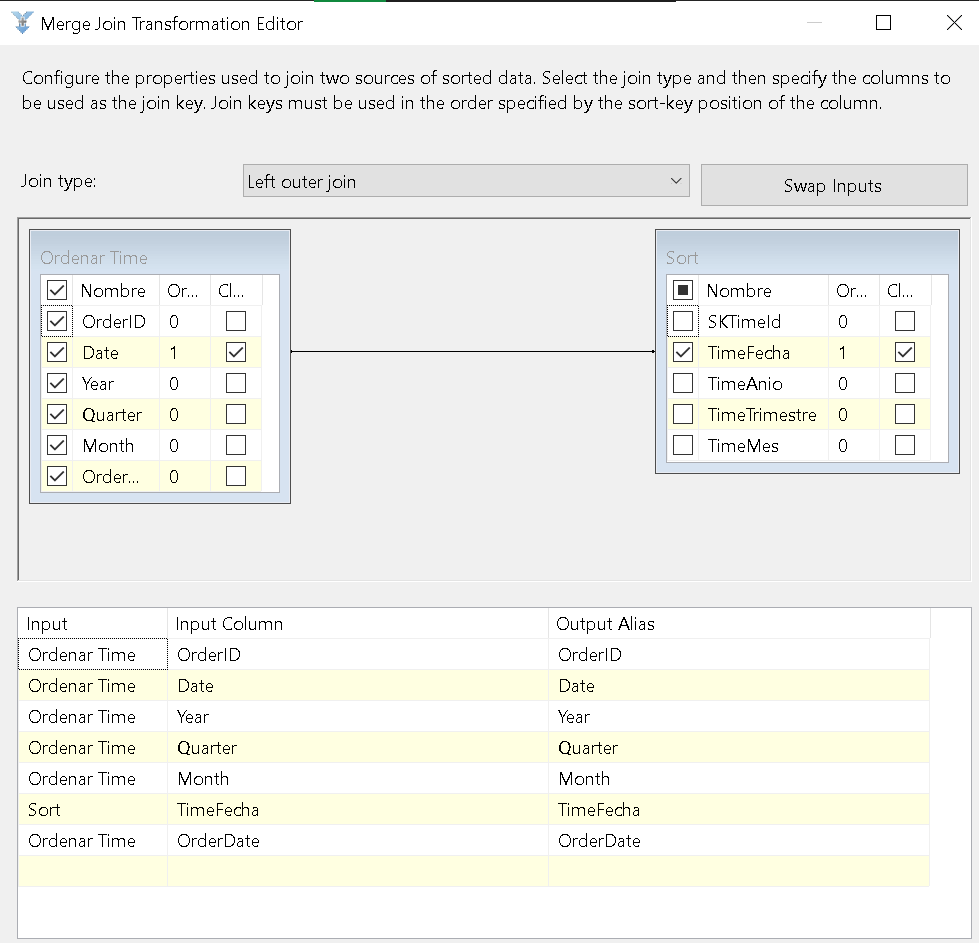 Merge Join Transformation Editor
Configure the properties used to join two sources of sorted data. Select the join type and then specify the columns to
be used as the join key. Join keys must be used in the order specified by the sort-key position of the column.
Join type:
Left outer join
Swap Inputs
Ordenar Time
Nombre Or... Cl...
OrderID 0
Date 1
Year 0
Quarter 0
Month 0
Order... 0
Sort
Nombre Or... Cl...
SKTimeId 0
TimeFecha 1
TimeAnio 0
TimeTrimestre 0
TimeMes 0
Input Input Column Output Alias
Ordenar Time OrderID OrderID
Ordenar Time Date Date
Ordenar Time Year Year
Ordenar Time Quarter Quarter
Ordenar Time Month Month
Sort TimeFecha TimeFecha
Ordenar Time OrderDate OrderDate